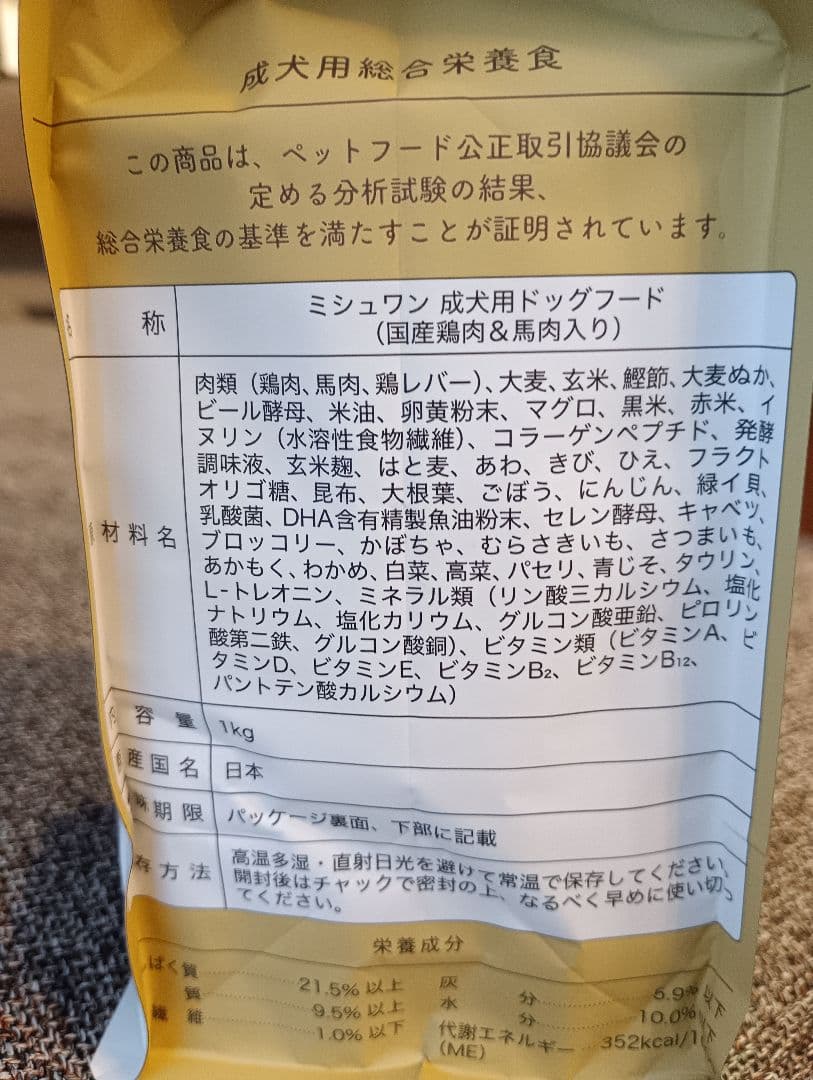 成犬用総合栄養食
この商品は、ペットフード公正取引協議会の
定める分析試験の結果、
総合栄養食の基準を満たすことが証明されています。
称 ミシュワン 成犬用ドッグフード
(国産鶏肉&馬肉入り)
材料名
肉類(鶏肉、馬肉、鶏レバー)、大麦、玄米、鰹節、大麦ぬか、
ビール酵母、米油、卵黄粉末、マグロ、黒米、赤米、イ
ヌリン(水溶性食物繊維)、コラーゲンペプチド、発酵
調味液、玄米麹、はと麦、あわ、きび、ひえ、フラクト
オリゴ糖、昆布、大根葉、ごぼう、にんじん、緑イ貝、
乳酸菌、DHA含有精製魚油粉末、セレン酵母、キャベツ、
ブロッコリー、かぼちゃ、むらさきいも、さつまいも、
あかもく、わかめ、白菜、高菜、パセリ、青じそ、タウリン、
L-トレオニン、ミネラル類(リン酸三カルシウム、塩化
ナトリウム、塩化カリウム、グルコン酸亜鉛、ピロリン
酸第二鉄、グルコン酸銅)、ビタミン類(ビタミンA、ビ
タミンD、ビタミンE、ビタミンB2、ビタミンB12、
パントテン酸カルシウム)
容量 1kg
産国名 日本
期限 パッケージ裏面、下部に記載
存方法
高温多湿・直射日光を避けて常温で保存してください。
開封後はチャックで密封の上、なるべく早めに使い切っ
てください。
栄養成分
ぱく質 21.5%以上 灰分 5.9%以下
質 9.5%以上 水分 10.0%以下
繊維 1.0%以下 代謝エネルギー 352kcal/1
(ME)